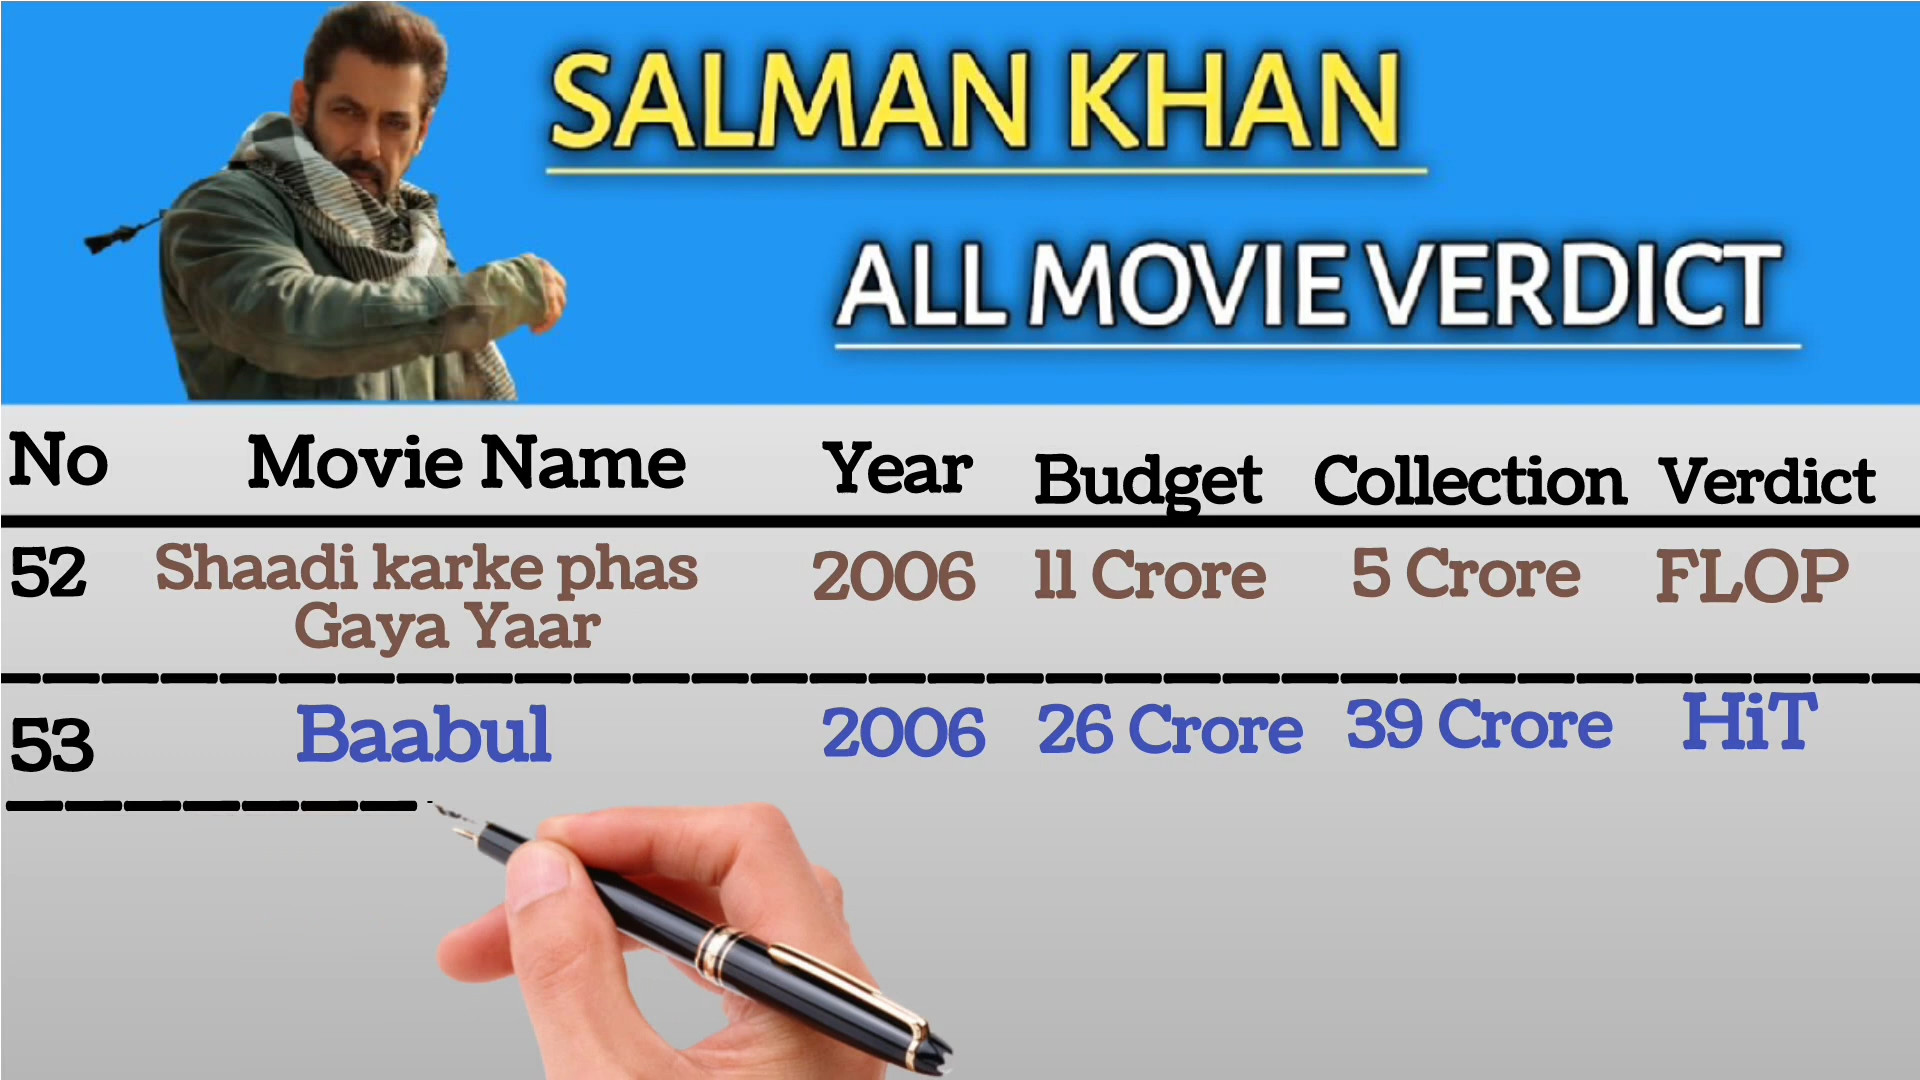 SALMAN KHAN
ALL MOVIE VERDICT
No Movie Name Year Budget Collection Verdict
52 Shaadi karke phas 2006 11 Crore 5 Crore FLOP
Gaya Yaar
53 Baabul 2006 26 Crore 39 Crore HiT